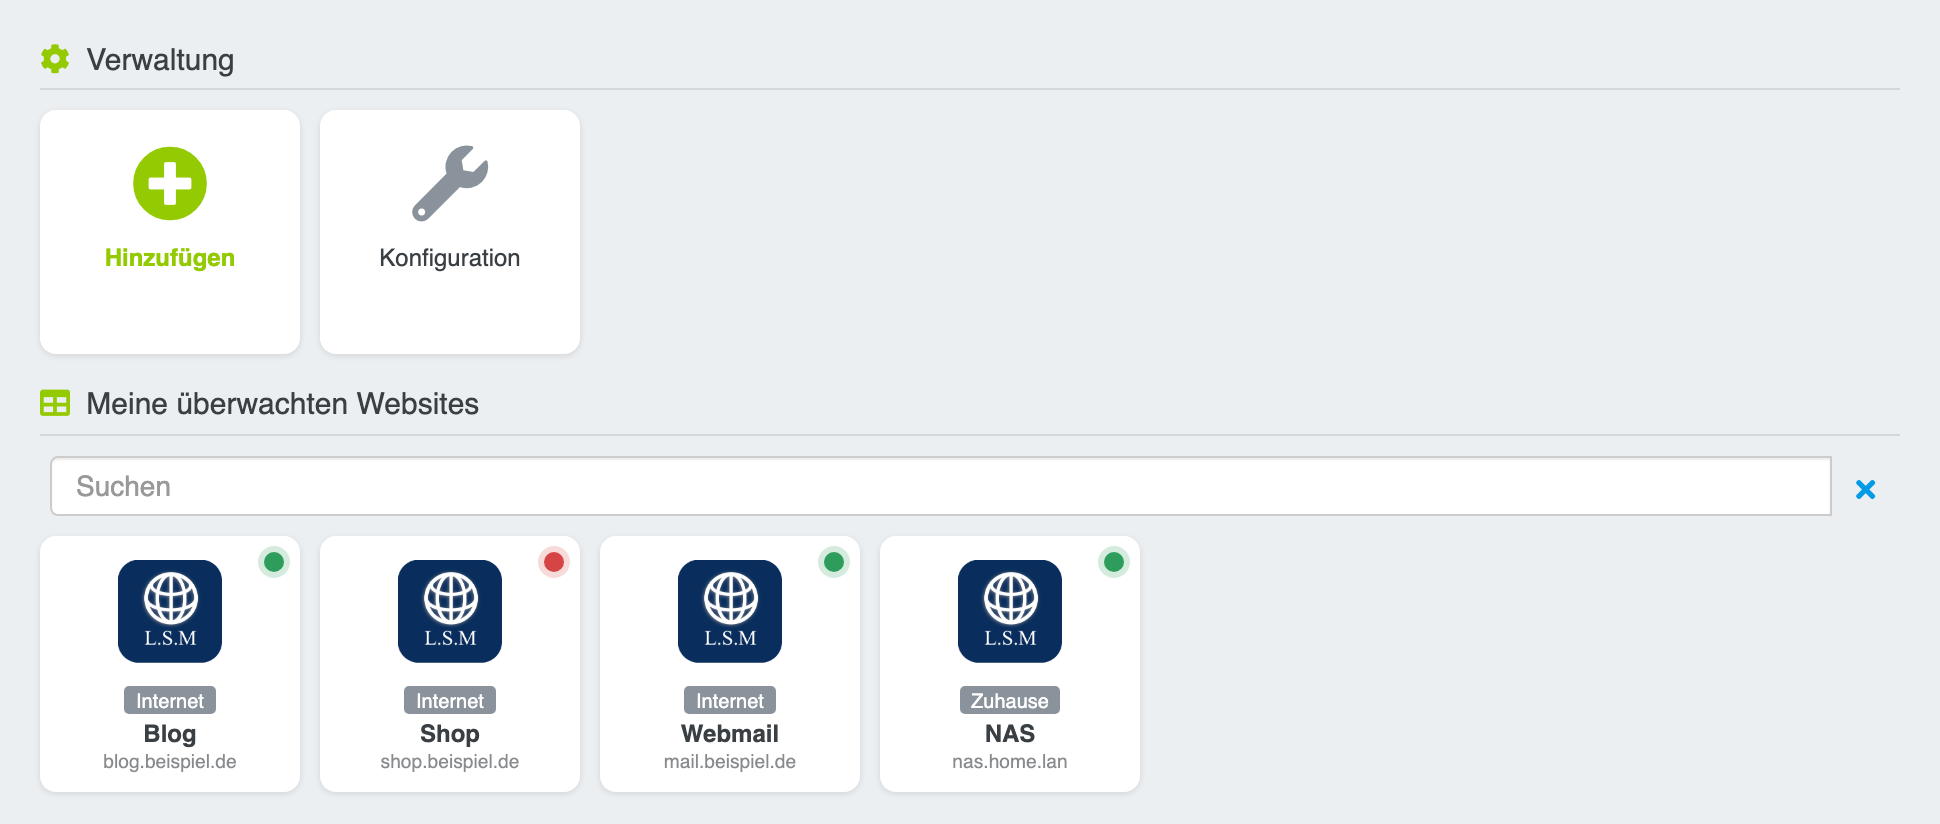 Verwaltung
Hinzufügen
Konfiguration
Meine überwachten Websites
Suchen
L.S.M
Internet
Blog
blog.beispiel.de
L.S.M
Internet
Shop
shop.beispiel.de
L.S.M
Internet
Webmail
mail.beispiel.de
L.S.M
Zuhause
NAS
nas.home.lan